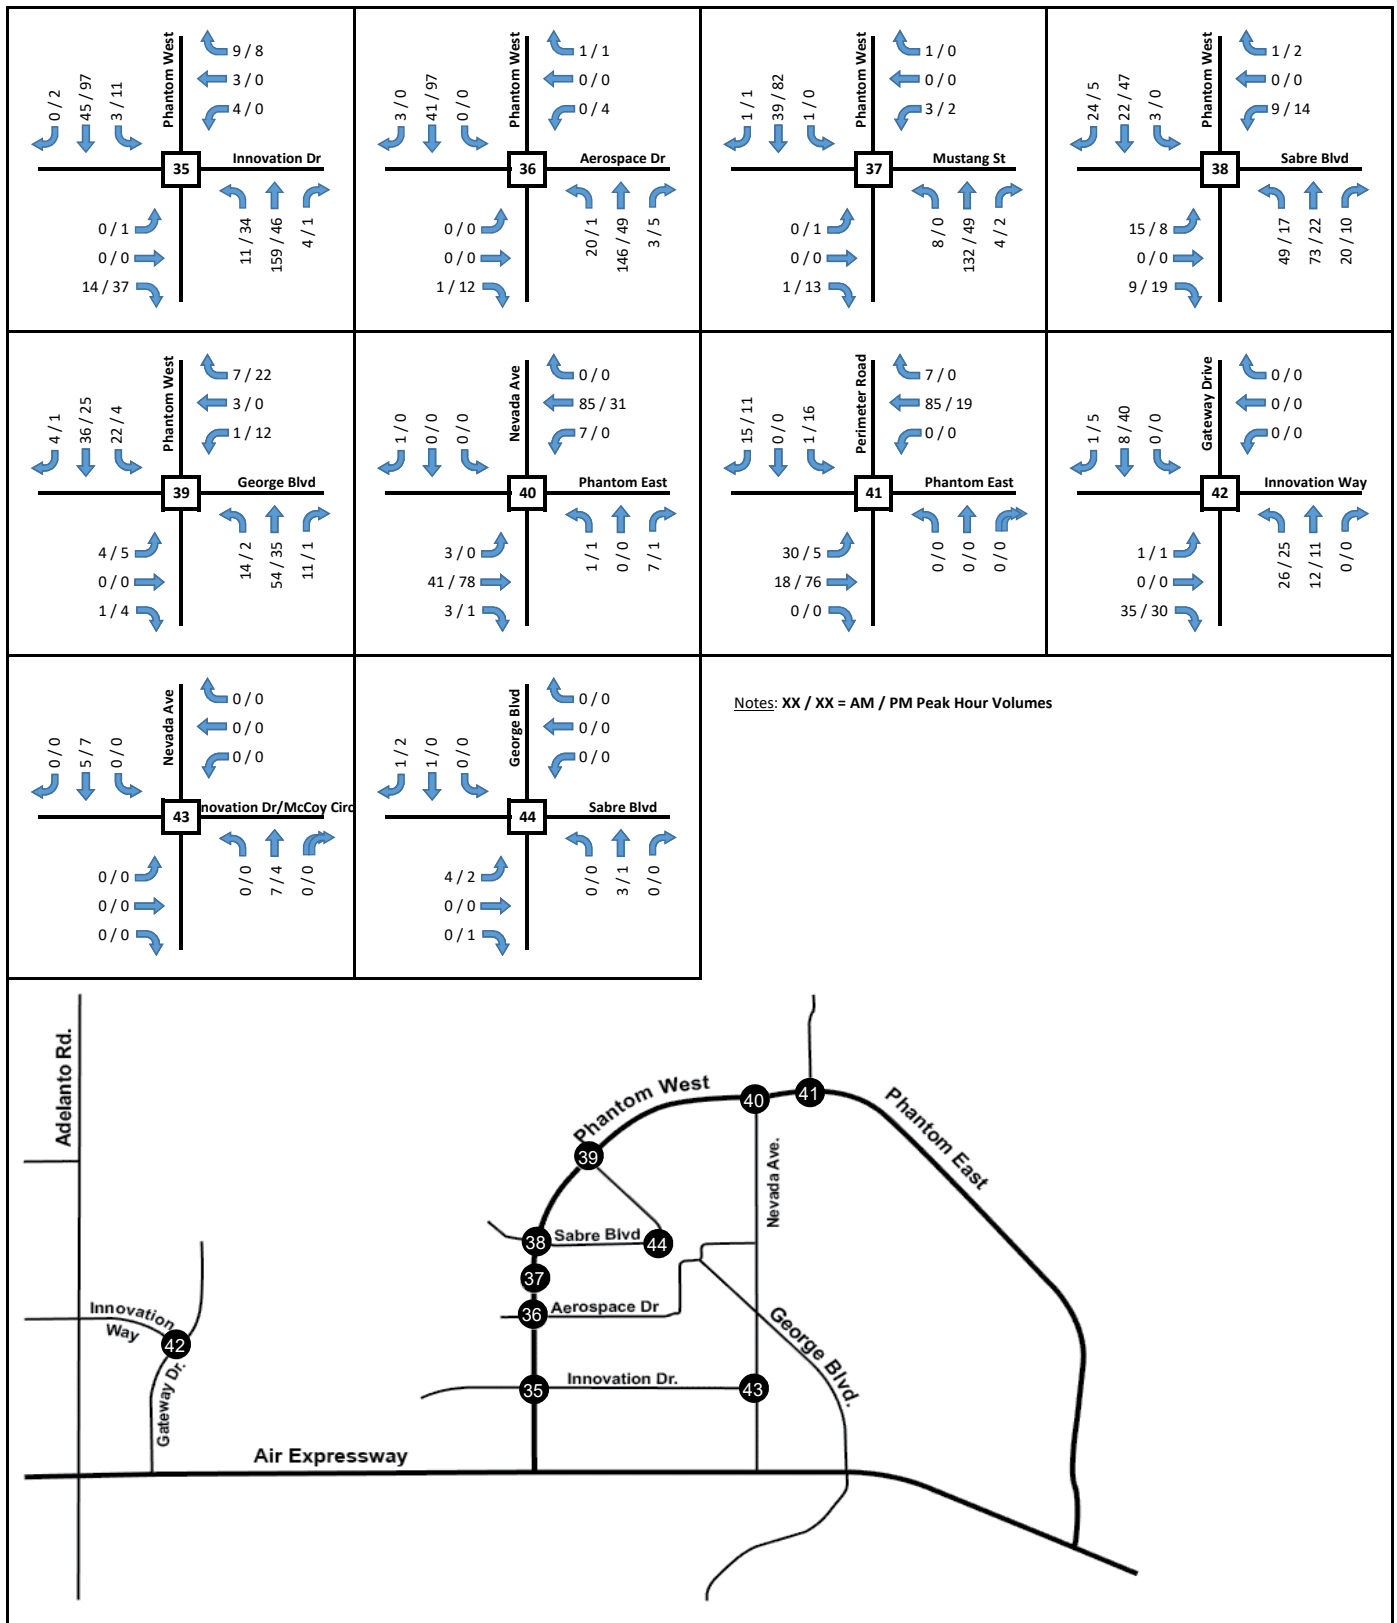 Phantom West
9 / 8
3 / 0
4 / 0
0 / 2
45 / 97
3 / 11
35
Innovation Dr
0 / 1
0 / 0
14 / 37
11 / 34
159 / 46
4 / 1
Phantom West
1 / 1
0 / 0
0 / 4
3 / 0
41 / 97
0 / 0
36
Aerospace Dr
0 / 0
0 / 0
1 / 12
20 / 1
146 / 49
3 / 5
Phantom West
1 / 0
0 / 0
3 / 2
1 / 1
39 / 82
1 / 0
37
Mustang St
0 / 1
0 / 0
1 / 13
8 / 0
132 / 49
4 / 2
Phantom West
1 / 2
0 / 0
9 / 14
24 / 5
22 / 47
3 / 0
38
Sabre Blvd
15 / 8
0 / 0
9 / 19
49 / 17
73 / 22
20 / 10
Phantom West
7 / 22
3 / 0
1 / 12
4 / 1
36 / 25
22 / 4
39
George Blvd
4 / 5
0 / 0
1 / 4
14 / 2
54 / 35
11 / 1
Nevada Ave
0 / 0
85 / 31
7 / 0
1 / 0
0 / 0
0 / 0
40
Phantom East
3 / 0
41 / 78
3 / 1
1 / 1
0 / 0
7 / 1
Perimeter Road
7 / 0
85 / 19
0 / 0
15 / 11
0 / 0
1 / 16
41
Phantom East
30 / 5
18 / 76
0 / 0
0 / 0
0 / 0
0 / 0
Gateway Drive
0 / 0
0 / 0
0 / 0
1 / 5
8 / 40
0 / 0
42
Innovation Way
1 / 1
0 / 0
35 / 30
26 / 25
12 / 11
0 / 0
Nevada Ave
0 / 0
0 / 0
0 / 0
0 / 0
5 / 7
0 / 0
43
novation Dr/McCoy Circ
0 / 0
0 / 0
0 / 0
0 / 0
7 / 4
0 / 0
George Blvd
0 / 0
0 / 0
0 / 0
1 / 2
1 / 0
0 / 0
44
Sabre Blvd
4 / 2
0 / 0
0 / 1
0 / 0
3 / 1
0 / 0
Notes: XX / XX = AM / PM Peak Hour Volumes
Adelanto Rd.
Phantom West
40
41
Phantom East
39
Nevada Ave.
38
Sabre Blvd
44
37
36
Aerospace Dr
Innovation
Way
42
George Blvd.
Gateway Dr.
35
Innovation Dr.
43
Air Expressway